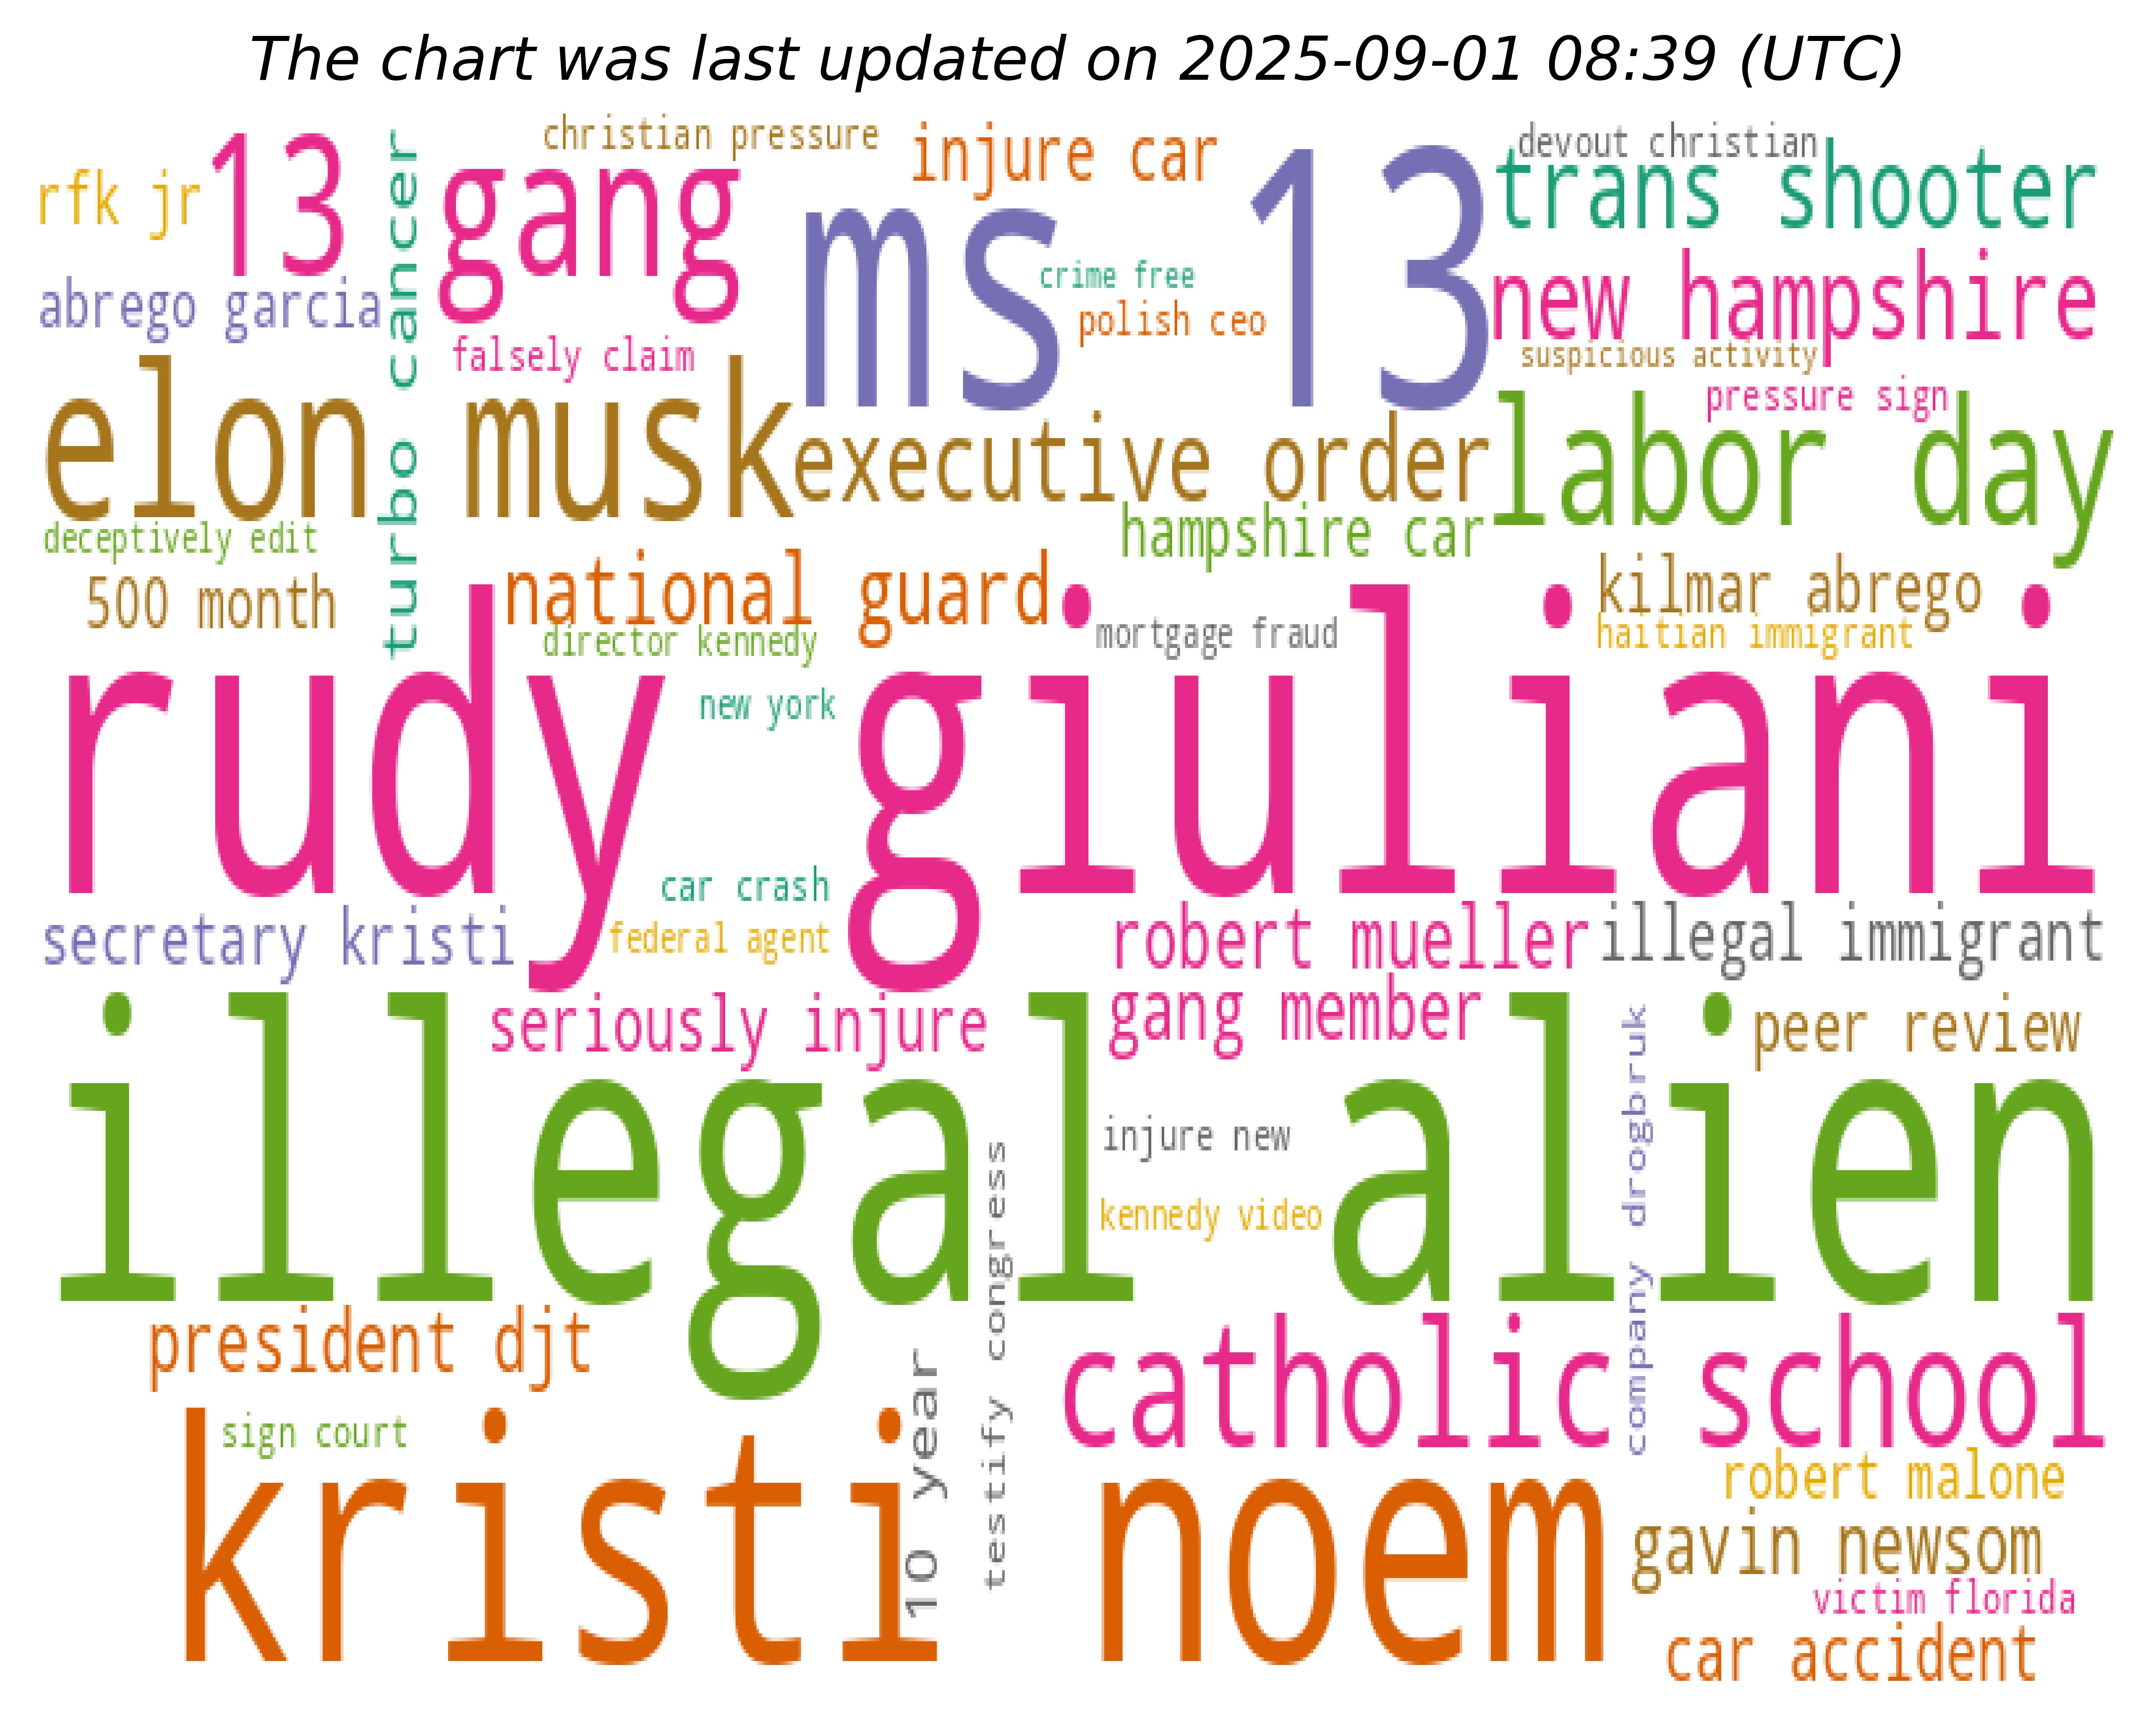 The chart was last updated on 2025-09-01 08:39 (UTC)
christian pressure
injure car
devout christian
rfk jr
13 gang
turbo cancer
ms 13
trans shooter
crime free
new hampshire
abrego garcia
polish ceo
falsely claim
suspicious activity
pressure sign
elon musk
executive order
labor day
deceptively edit
hampshire car
500 month
national guard
kilmar abrego
director kennedy
mortgage fraud
haitian immigrant
rudy giuliani
new york
car crash
federal agent
secretary kristi
robert mueller
illegal immigrant
seriously injure
gang member
peer review
illegal alien
injure new
kennedy video
company drogbruk
testify congress
president djt
catholic school
10 year
sign court
kristi noem
robert malone
gavin newsom
victim florida
car accident